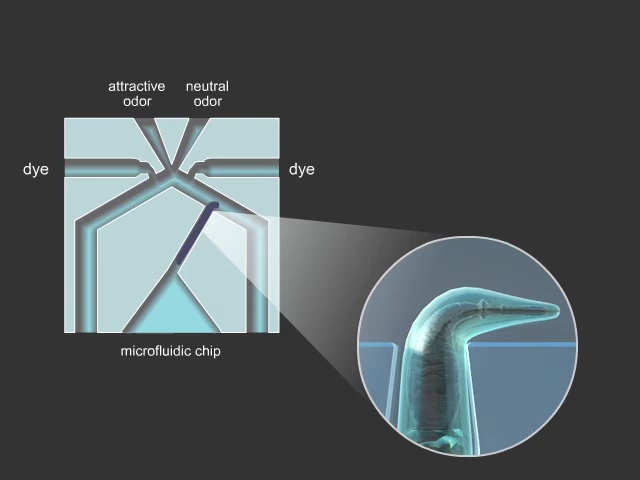 attractive
odor
neutral
odor
dye
dye
microfluidic chip